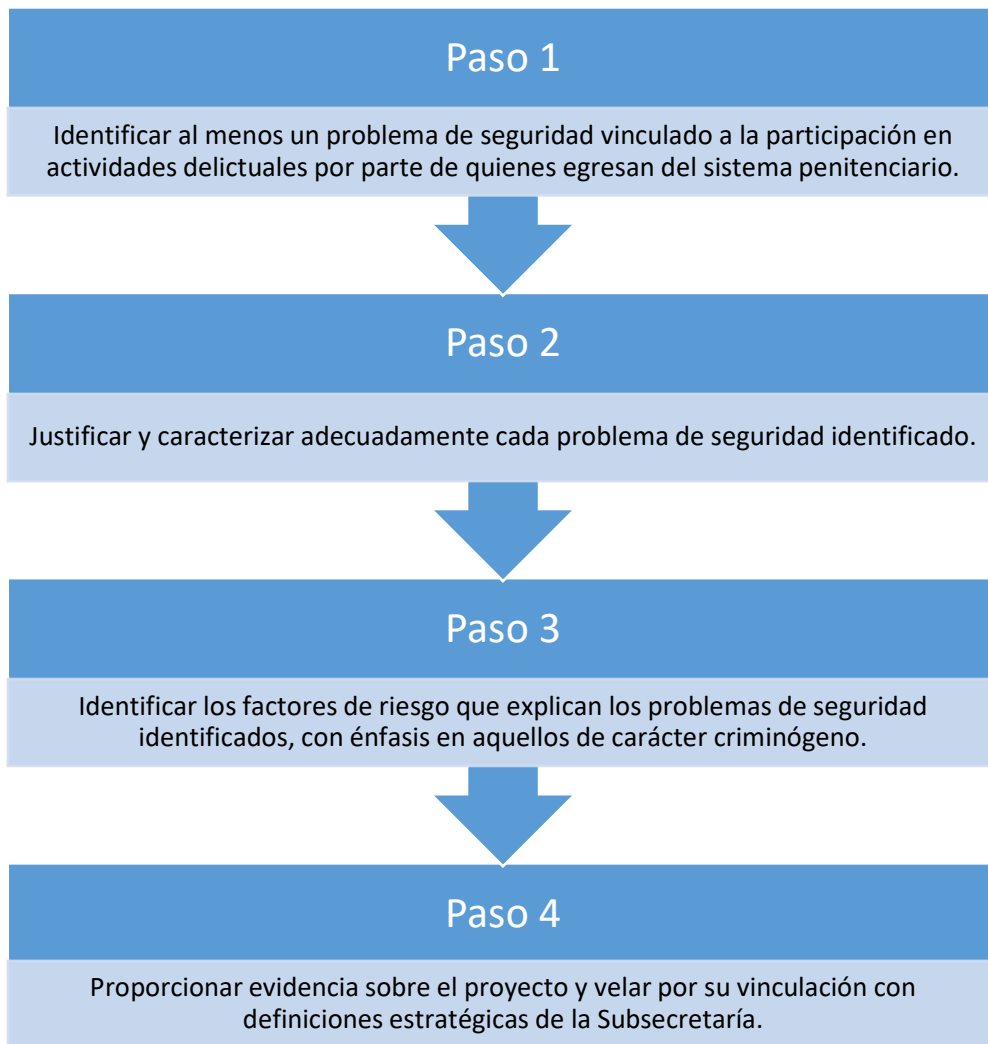 Paso 1
Identificar al menos un problema de seguridad vinculado a la participación en
actividades delictuales por parte de quienes egresan del sistema penitenciario.
Paso 2
Justificar y caracterizar adecuadamente cada problema de seguridad identificado.
Paso 3
Identificar los factores de riesgo que explican los problemas de seguridad
identificados, con énfasis en aquellos de carácter criminógeno.
Paso 4
Proporcionar evidencia sobre el proyecto y velar por su vinculación con
definiciones estratégicas de la Subsecretaría.